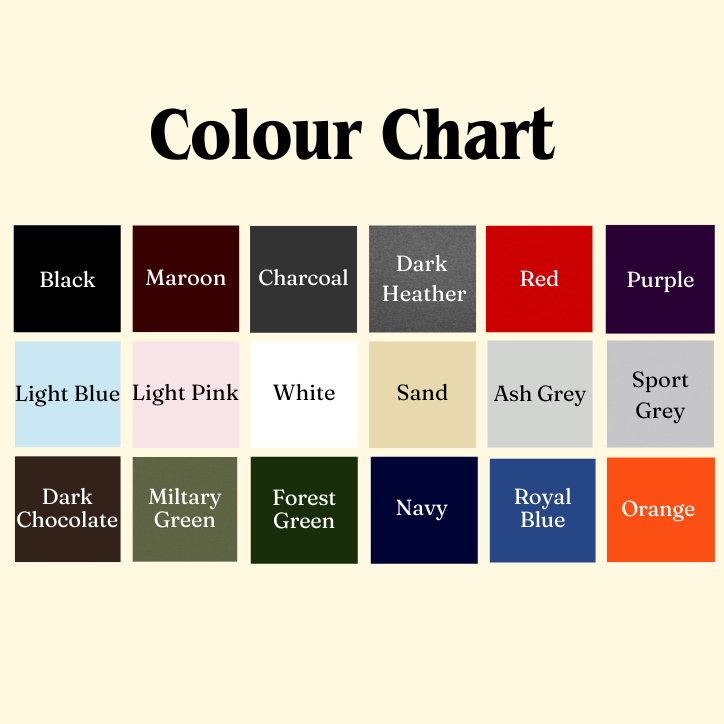 Colour Chart
Black
Maroon
Charcoal
Dark
Heather
Red
Purple
Light Blue
Light Pink
White
Sand
Ash Grey
Sport
Grey
Dark
Chocolate
Miltary
Green
Forest
Green
Navy
Royal
Blue
Orange